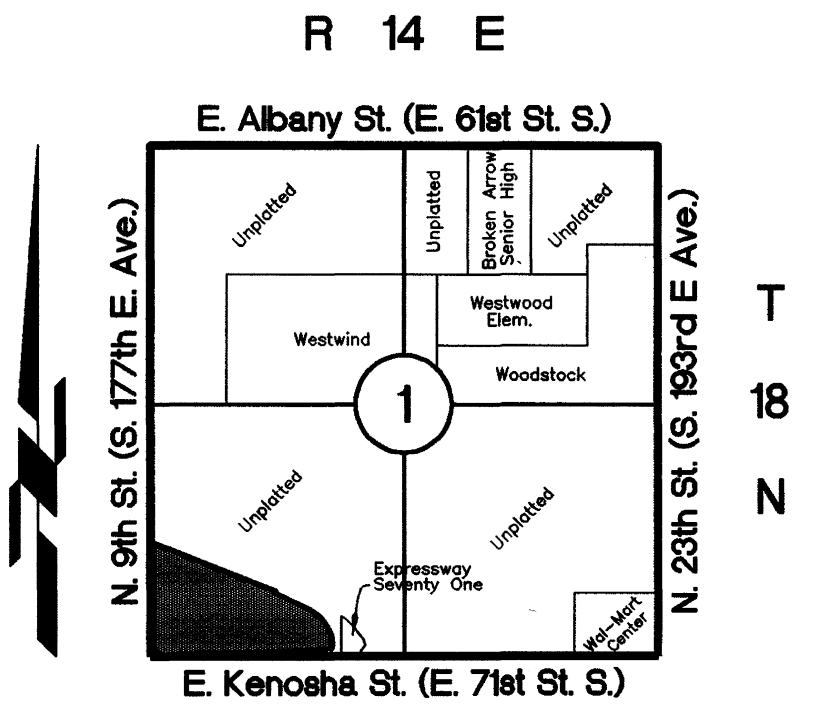 R 14 E
E. Albany St. (E. 61st St. S.)
Unplatted
Unplatted
Broken Arrow
Senior High
Unplatted
N. 9th St. (S. 177th E. Ave.)
N. 23th St. (S. 193rd E Ave.)
T
18
N
Westwood
Elem.
Westwind
Woodstock
1
Unplatted
Unplatted
Expressway
Seventy One
Wal-Mart
Center
E. Kenosha St. (E. 71st St. S.)